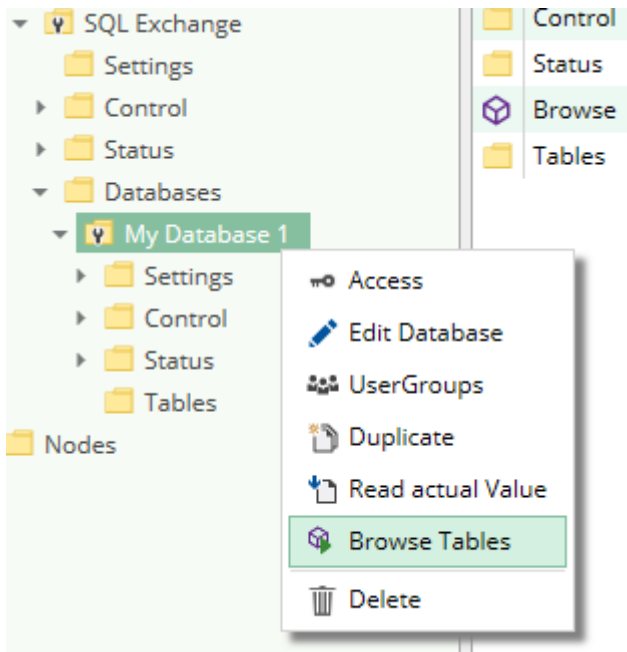 SQL Exchange
Settings
Control
Status
Databases
My Database 1
Settings
Control
Status
Tables
Nodes
Control
Status
Browse
Tables
Access
Edit Database
UserGroups
Duplicate
Read actual Value
Browse Tables
Delete